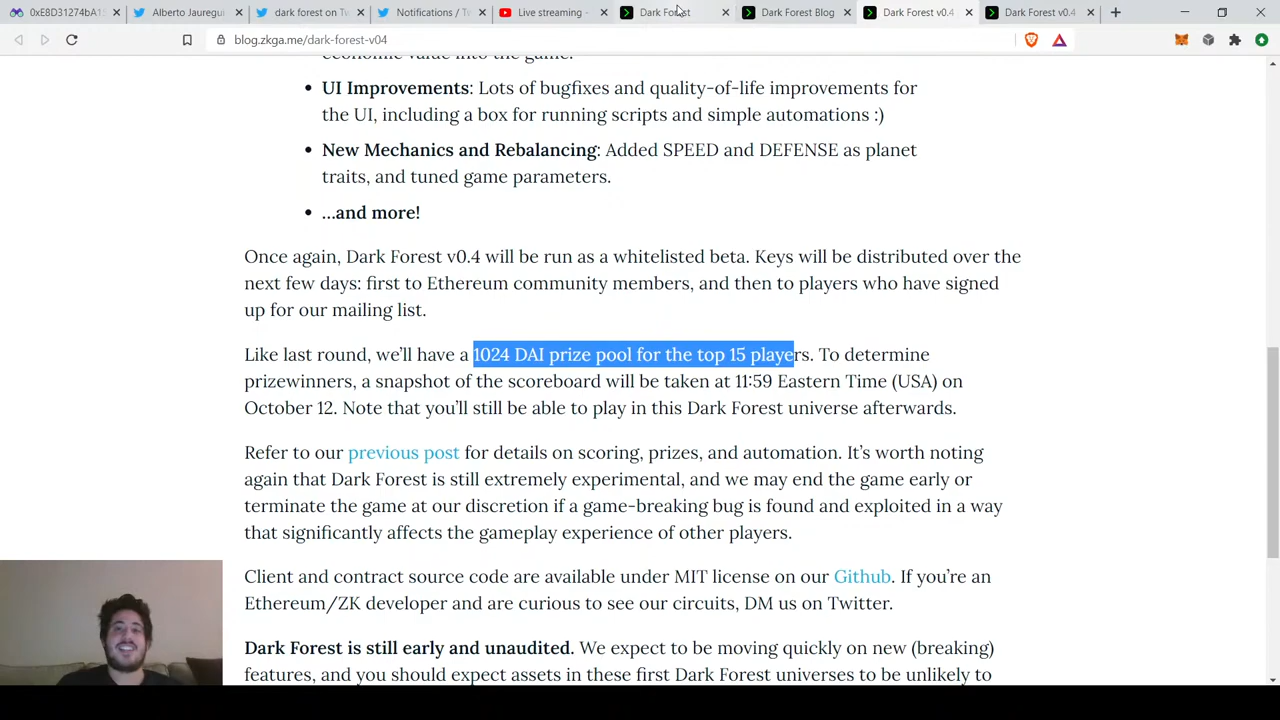 0xE8D31274bA1
Alberto Jauregui
dark forest on Tw
Notifications / Tw
Live streaming -
Dark Forest
Dark Forest Blog
Dark Forest v0.4
Dark Forest v0.4
blog.zkga.me/dark-forest-v04
economic value into the game.
• UI Improvements: Lots of bugfixes and quality-of-life improvements for
the UI, including a box for running scripts and simple automations :)
• New Mechanics and Rebalancing: Added SPEED and DEFENSE as planet
traits, and tuned game parameters.
• …and more!
Once again, Dark Forest v0.4 will be run as a whitelisted beta. Keys will be distributed over the
next few days: first to Ethereum community members, and then to players who have signed
up for our mailing list.
Like last round, we’ll have a 1024 DAI prize pool for the top 15 players. To determine
prizewinners, a snapshot of the scoreboard will be taken at 11:59 Eastern Time (USA) on
October 12. Note that you’ll still be able to play in this Dark Forest universe afterwards.
Refer to our previous post for details on scoring, prizes, and automation. It’s worth noting
again that Dark Forest is still extremely experimental, and we may end the game early or
terminate the game at our discretion if a game-breaking bug is found and exploited in a way
that significantly affects the gameplay experience of other players.
Client and contract source code are available under MIT license on our Github. If you’re an
Ethereum/ZK developer and are curious to see our circuits, DM us on Twitter.
Dark Forest is still early and unaudited. We expect to be moving quickly on new (breaking)
features, and you should expect assets in these first Dark Forest universes to be unlikely to